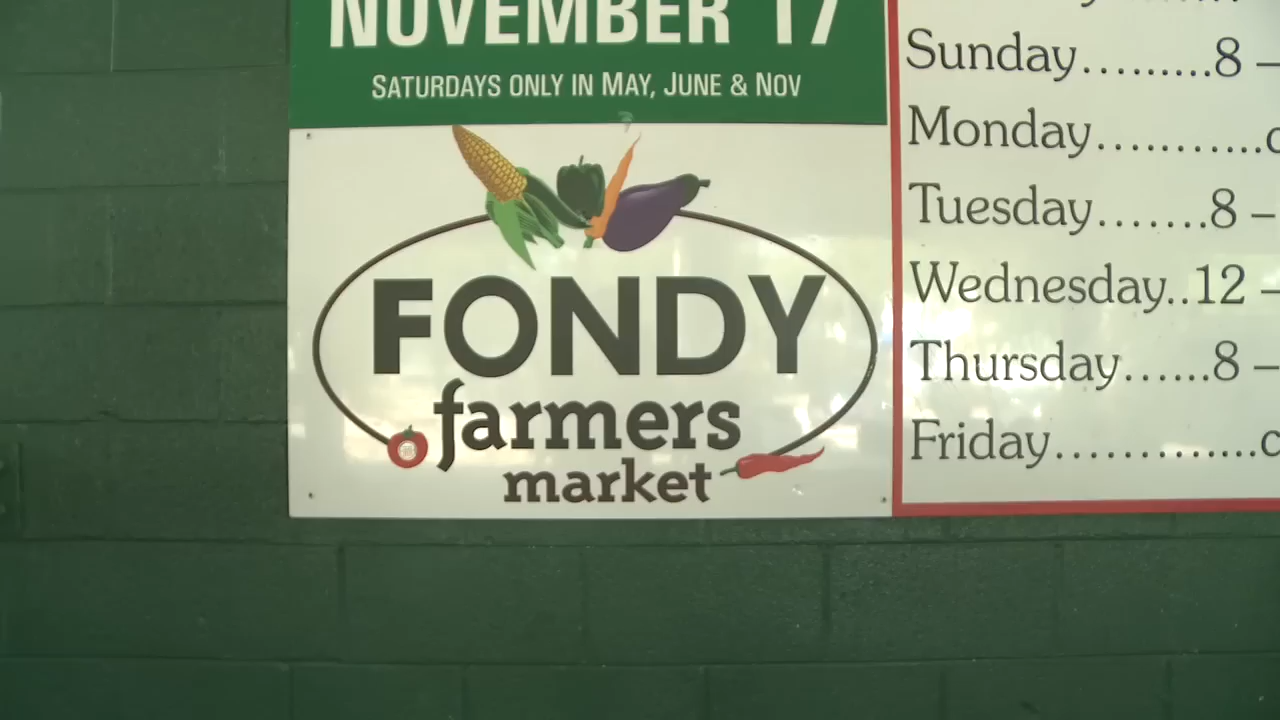 NOVEMBER 17
SATURDAYS ONLY IN MAY, JUNE & NOV
FONDY
farmers
market
Sunday.........8 –
Monday...........c
Tuesday.......8 –
Wednesday..12 –
Thursday......8 –
Friday.............c